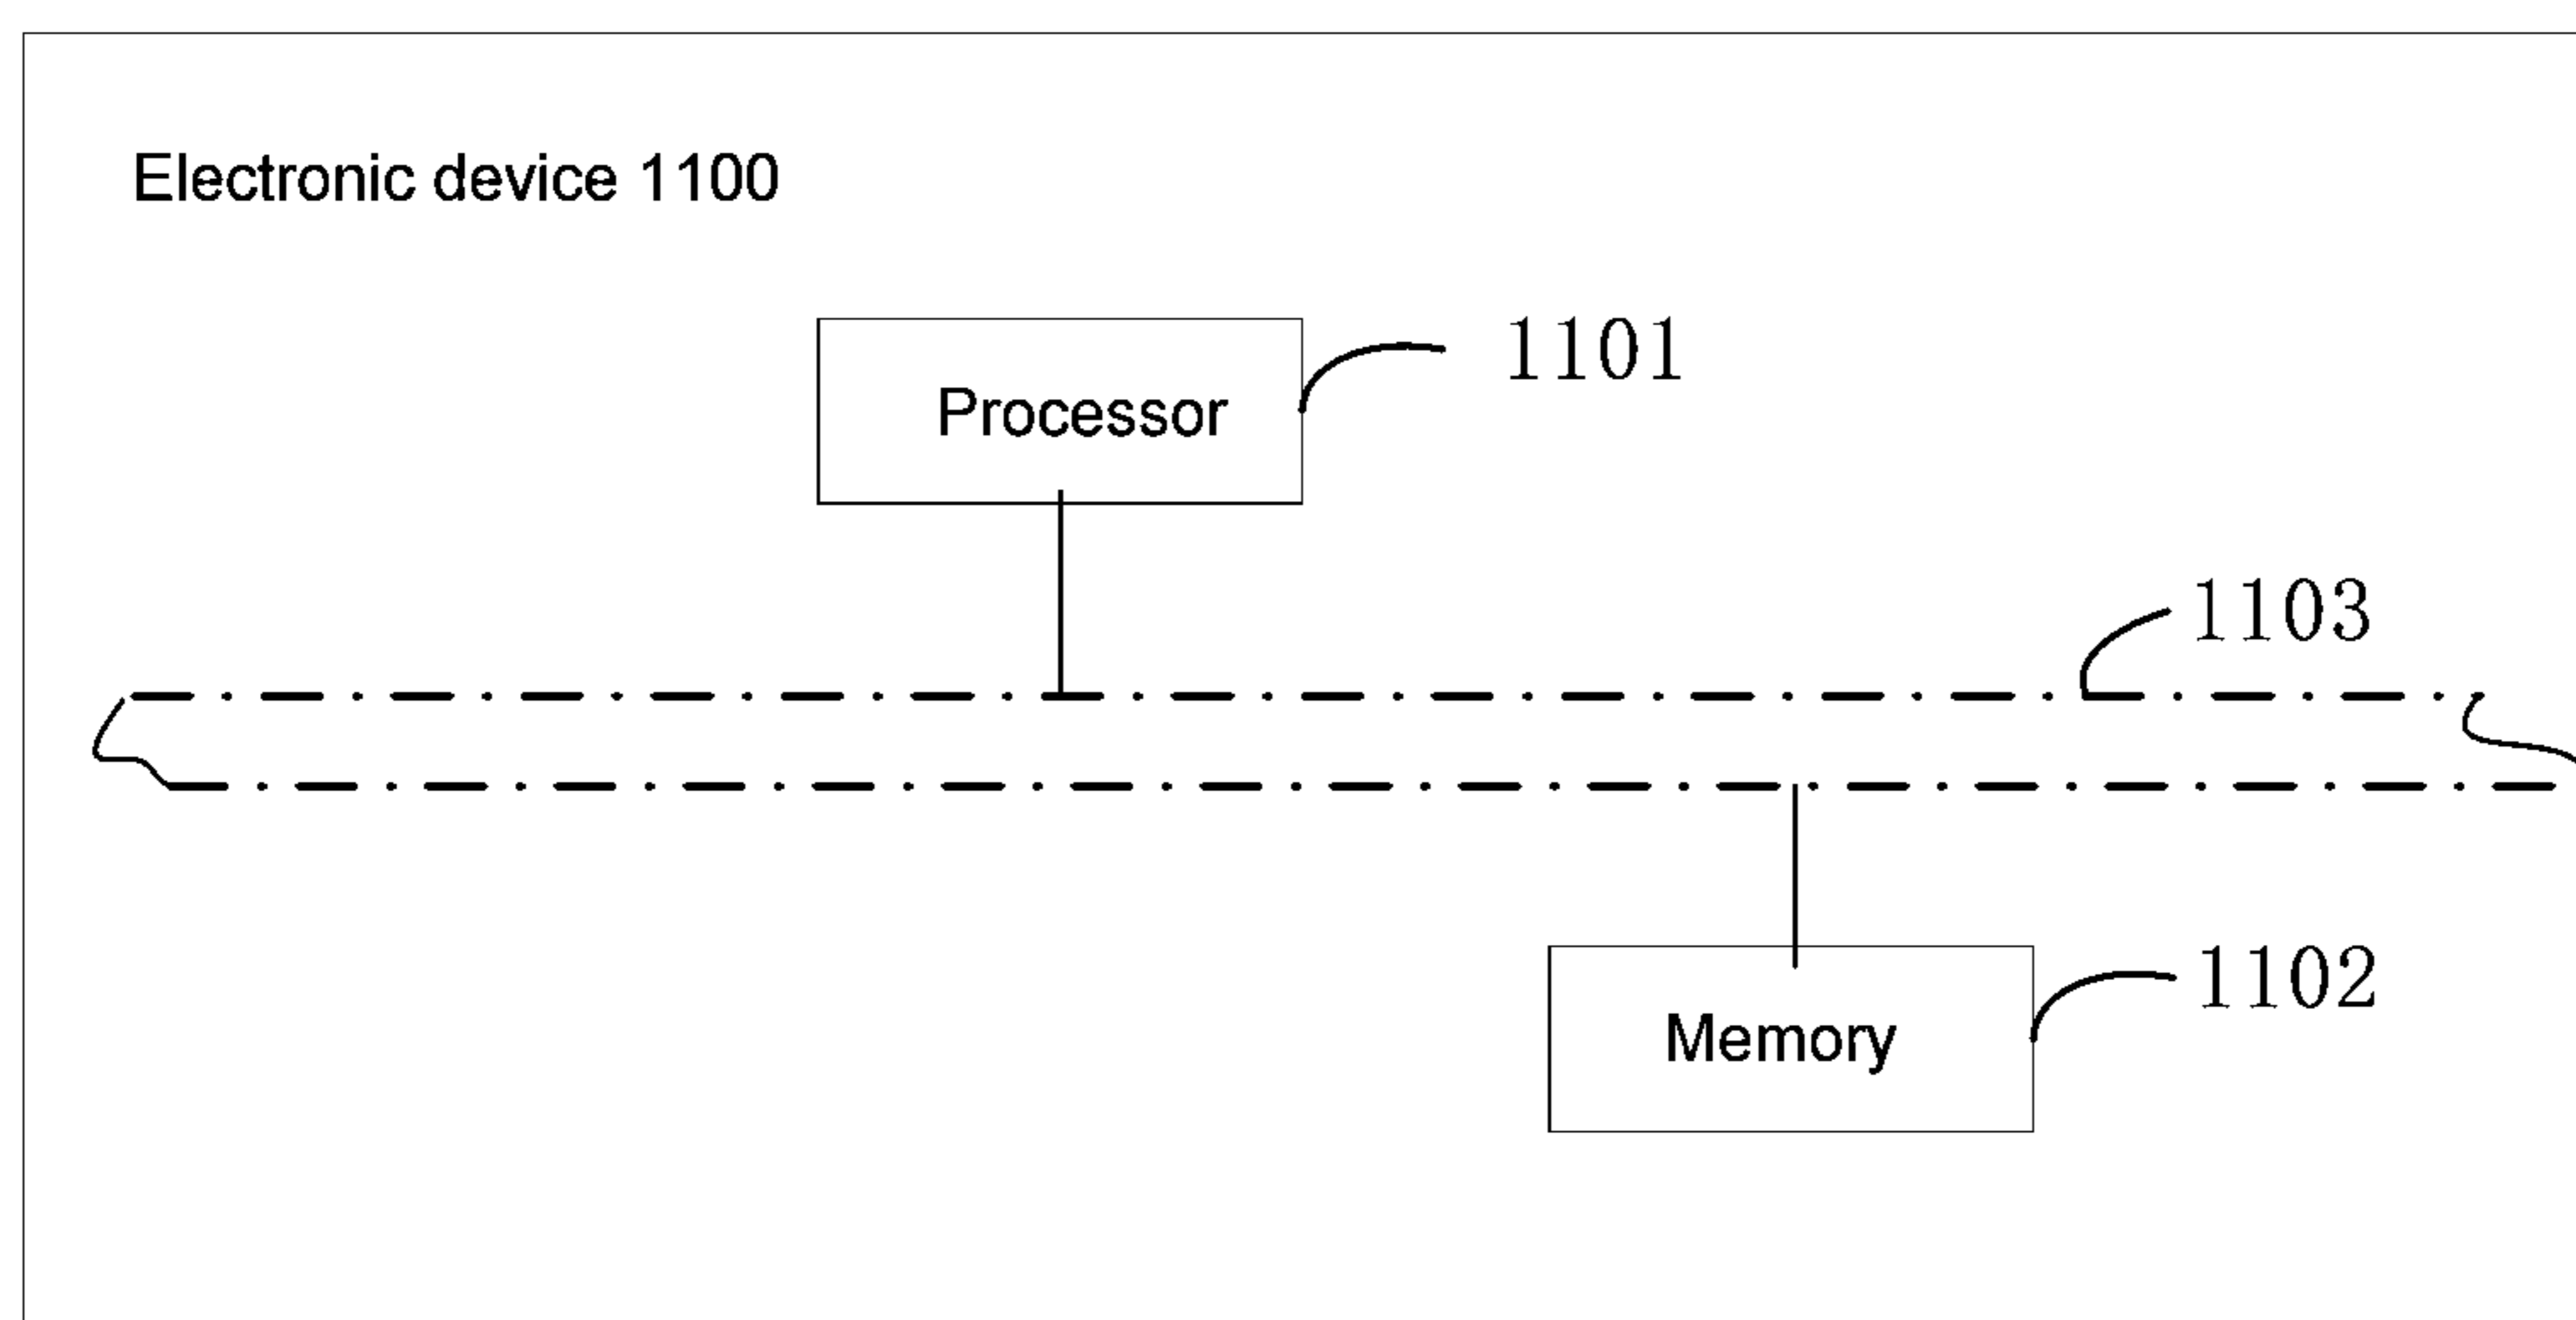 Electronic device 1100
1101
Processor
1103
1102
Memory